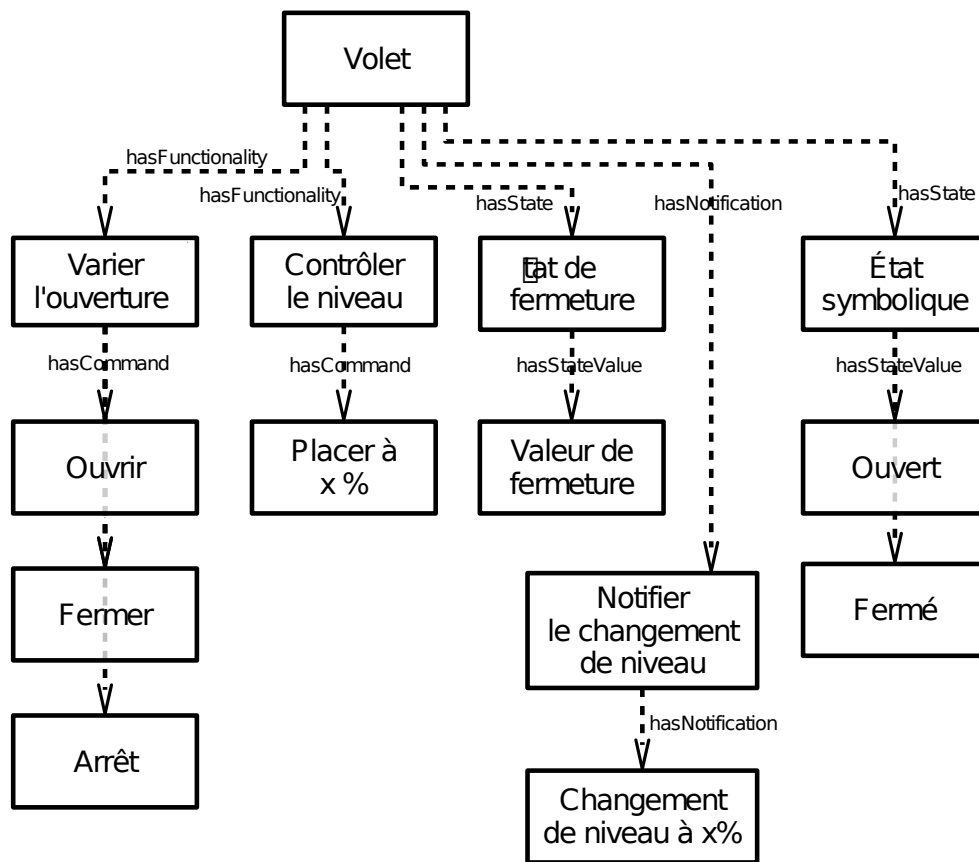 Volet
hasFunctionality
hasFunctionality
hasState
hasNotification
hasState
Varier
l'ouverture
Contrôler
le niveau
tat de
fermeture
État
symbolique
hasCommand
hasCommand
hasStateValue
hasStateValue
Ouvrir
Placer à
x %
Valeur de
fermeture
Ouvert
Fermer
Notifier
le changement
de niveau
Fermé
hasNotification
Arrêt
Changement
de niveau à x%